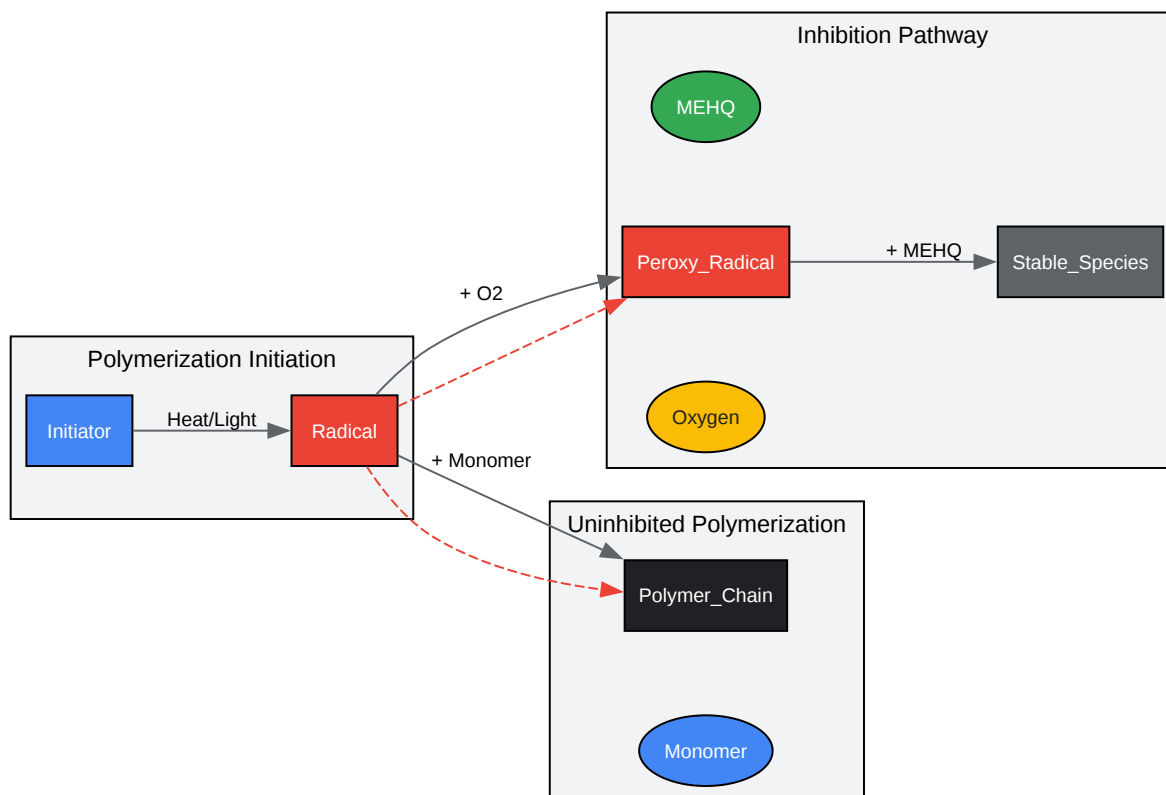 Inhibition Pathway
MEHQ
Peroxy_Radical
+ MEHQ
Stable_Species
+ O2
Oxygen
Polymerization Initiation
Initiator
Heat/Light
Radical
+ Monomer
Uninhibited Polymerization
Polymer_Chain
Monomer